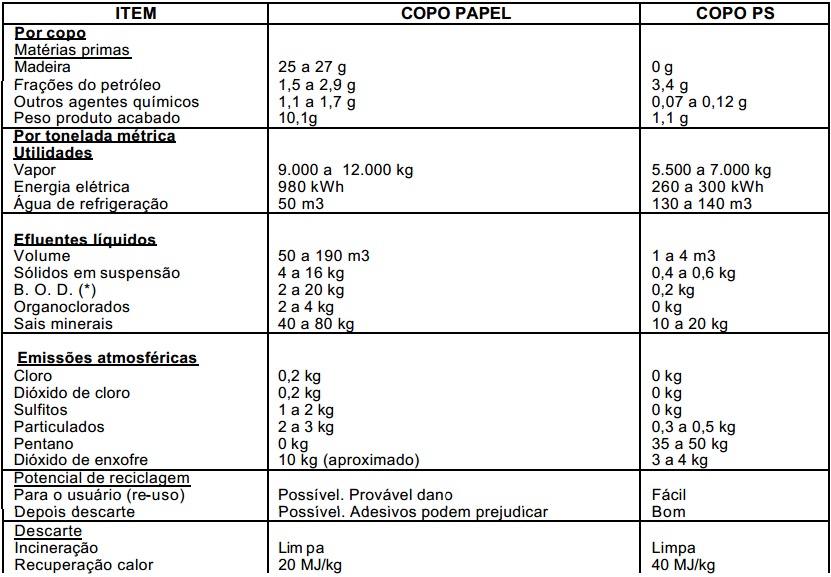 ITEM COPO PAPEL COPO PS
Por copo
Matérias primas
Madeira 25 a 27 g 0 g
Frações do petróleo 1,5 a 2,9 g 3,4 g
Outros agentes químicos 1,1 a 1,7 g 0,07 a 0,12 g
Peso produto acabado 10,1g 1,1 g
Por tonelada métrica
Utilidades
Vapor 9.000 a 12.000 kg 5.500 a 7.000 kg
Energia elétrica 980 kWh 260 a 300 kWh
Água de refrigeração 50 m3 130 a 140 m3
Efluentes líquidos
Volume 50 a 190 m3 1 a 4 m3
Sólidos em suspensão 4 a 16 kg 0,4 a 0,6 kg
B. O. D. (*) 2 a 20 kg 0,2 kg
Organoclorados 2 a 4 kg 0 kg
Sais minerais 40 a 80 kg 10 a 20 kg
Emissões atmosféricas
Cloro 0,2 kg 0 kg
Dióxido de cloro 0,2 kg 0 kg
Sulfitos 1 a 2 kg 0 kg
Particulados 2 a 3 kg 0,3 a 0,5 kg
Pentano 0 kg 35 a 50 kg
Dióxido de enxofre 10 kg (aproximado) 3 a 4 kg
Potencial de reciclagem
Para o usuário (re-uso) Possível. Provável dano Fácil
Depois descarte Possível. Adesivos podem prejudicar Bom
Descarte
Incineração Limpa Limpa
Recuperação calor 20 MJ/kg 40 MJ/kg